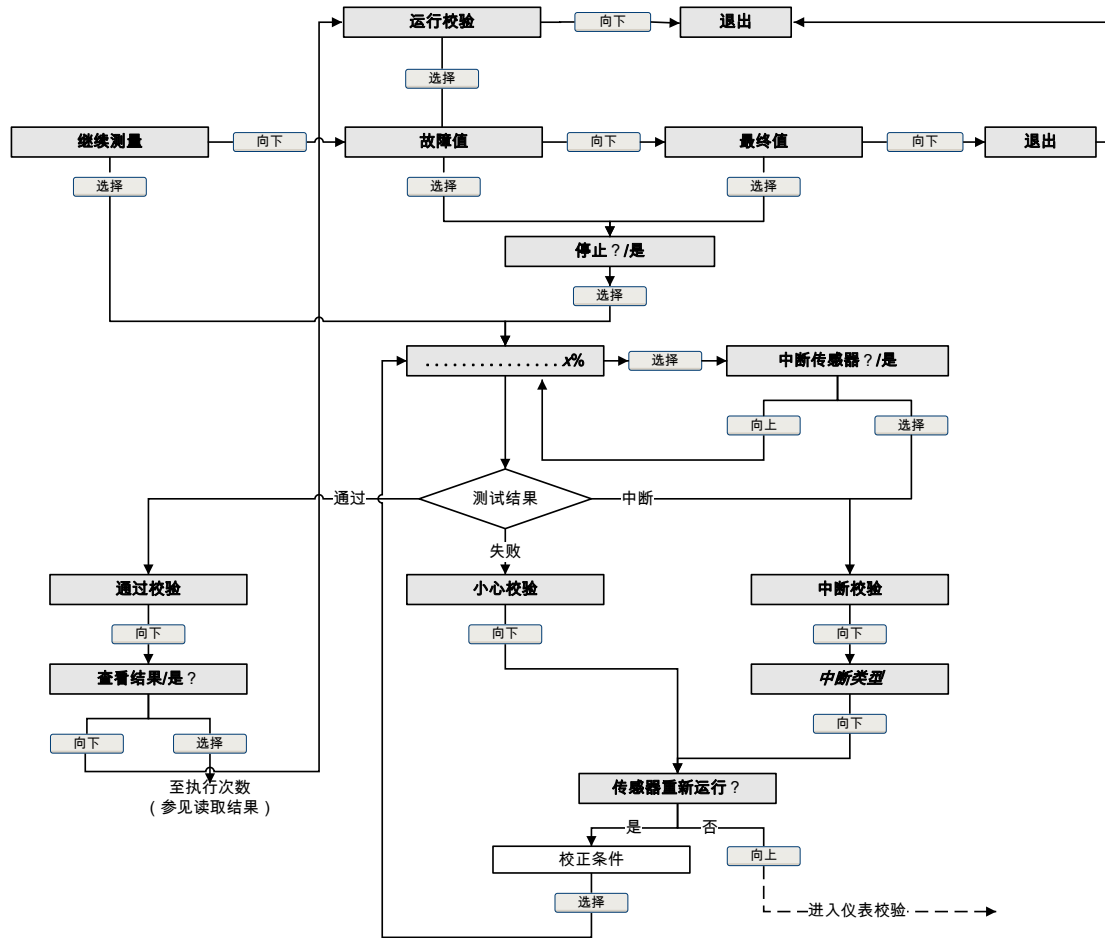 运行校验
向下
退出
选择
继续测量
向下
故障值
向下
最终值
向下
退出
选择
选择
选择
停止？/是
选择
...............x%
选择
中断传感器？/是
向上
选择
通过
测试结果
中断
失败
通过校验
小心校验
中断校验
向下
向下
向下
查看结果/是？
中断类型
向下
选择
向下
至执行次数
（参见读取结果）
传感器重新运行？
是
否
校正条件
向上
选择
进入仪表校验